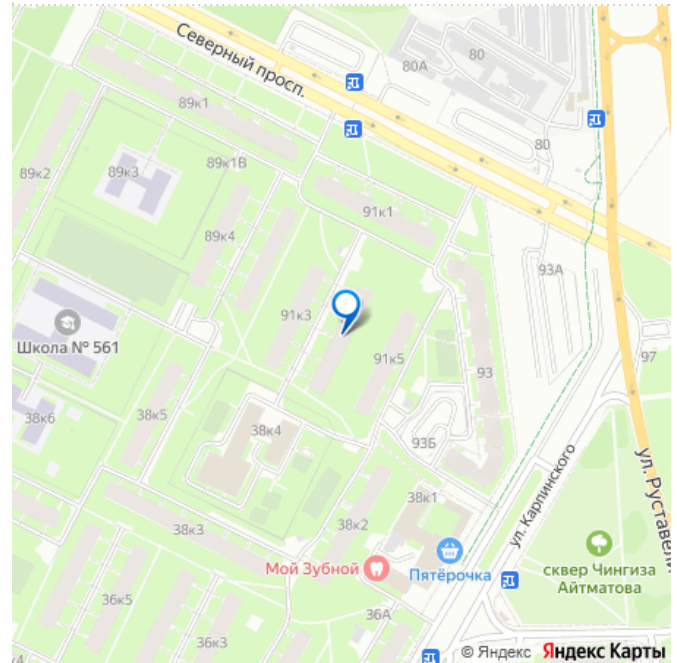 Северный просп.
80А
80
89к1
80
89к2
89к3
89к1В
91к1
89к4
93А
91к3
Школа № 561
91к5
93
97
38к6
38к5
38к4
93Б
ул. Руставели
38к1
ул. Карпинского
38к3
38к2
Мой Зубной
Пятёрочка
сквер Чингиза
Айтматова
36к5
36А
36к3
к4
© Яндекс Яндекс Карты